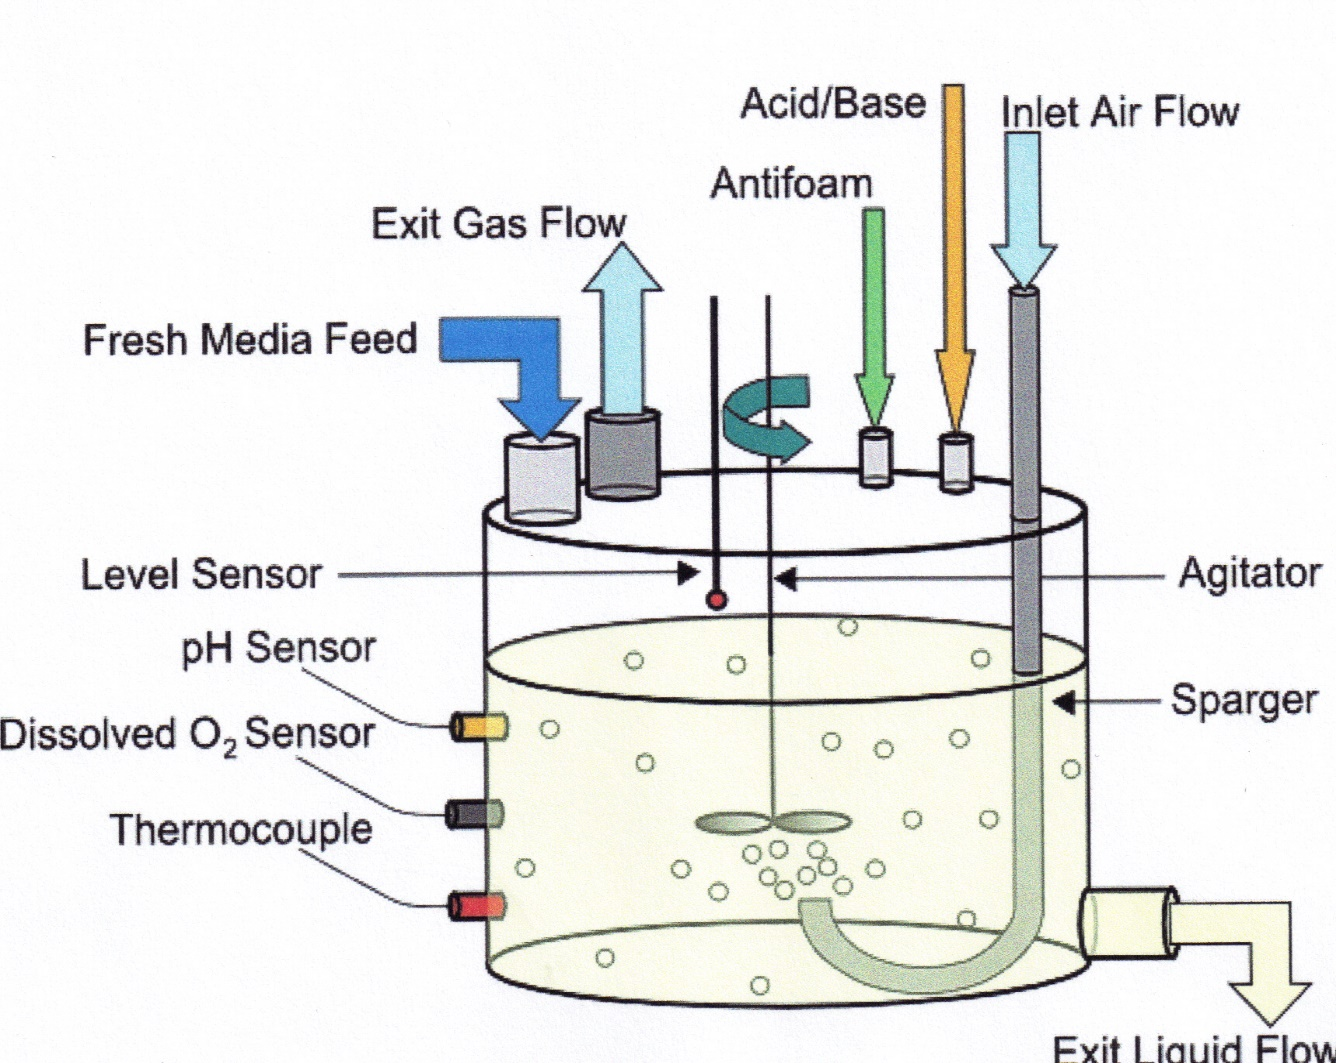 Acid/Base
Inlet Air Flow
Antifoam
Exit Gas Flow
Fresh Media Feed
Level Sensor
Agitator
pH Sensor
Sparger
Dissolved O₂ Sensor
Thermocouple
Exit Liquid Flow